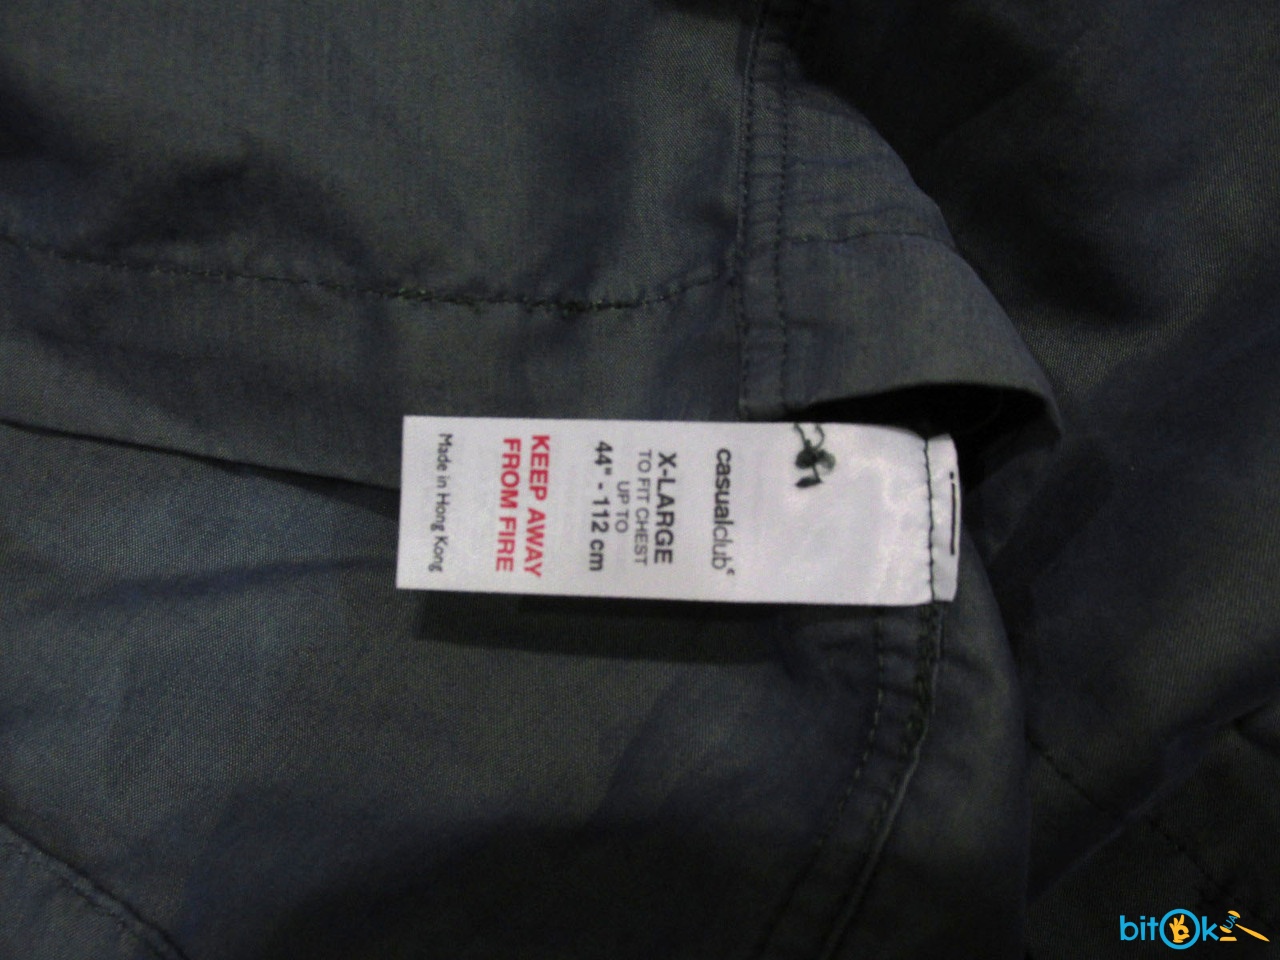 casualclub
X-LARGE
TO FIT CHEST
UP TO
44" - 112 cm
KEEP AWAY
FROM FIRE
Made in Hong Kong
bitOk
UA